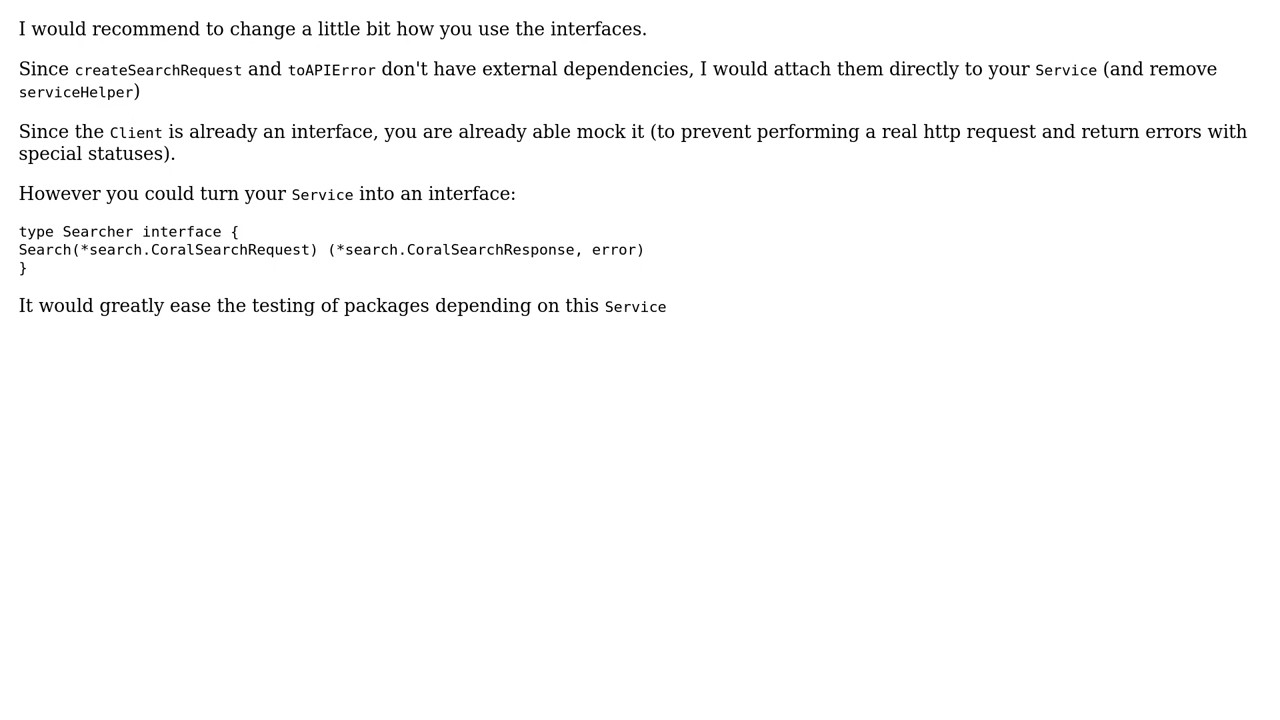 I would recommend to change a little bit how you use the interfaces.
Since createSearchRequest and toAPIError don't have external dependencies, I would attach them directly to your Service (and remove
serviceHelper)
Since the Client is already an interface, you are already able mock it (to prevent performing a real http request and return errors with
special statuses).
However you could turn your Service into an interface:
type Searcher interface {
Search(*search.CoralSearchRequest) (*search.CoralSearchResponse, error)
}
It would greatly ease the testing of packages depending on this Service